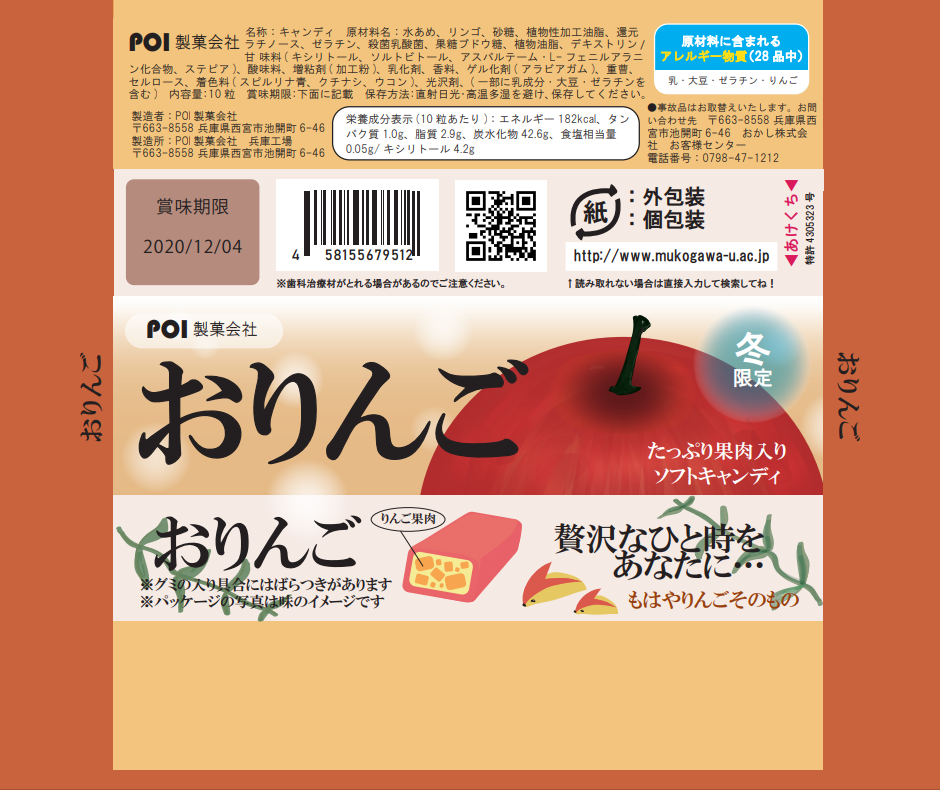 POI 製菓会社
名称：キャンディ　原材料名：水あめ、リンゴ、砂糖、植物性加工油脂、還元
ラチノース、ゼラチン、殺菌乳酸菌、果糖ブドウ糖、植物油脂、デキストリン /
甘 味料 ( キシリトール、ソルトビトール、アスパルテーム・L- フェニルアラニ
ン化合物、ステビア )、酸味料、増粘剤 ( 加工粉 )、乳化剤、香料、ゲル化剤 ( アラビアガム )、重曹、
セルロース、着色料 ( スピルリナ青、クチナシ、ウコン )、光沢剤、( 一部に乳成分・大豆・ゼラチンを
含む )　内容量:10 粒　賞味期限:下面に記載　保存方法:直射日光・高温多湿を避け、保存してください。
原材料に含まれる
アレルギー物質(28 品中)
乳・大豆・ゼラチン・りんご
製造者：POI 製菓会社
〒663-8558 兵庫県西宮市池開町 6-46
製造所：POI 製菓会社　兵庫工場
〒663-8558 兵庫県西宮市池開町 6-46
栄養成分表示 (10 粒あたり )：エネルギー 182kcal、タン
パク質 1.0g、脂質 2.9g、炭水化物 42.6g、食塩相当量
0.05g/ キシリトール 4.2g
●事故品はお取替えいたします。お問
い合わせ先　〒663-8558 兵庫県西
宮市池開町 6-46　おかし株式会
社　お客様センター
電話番号：0798-47-1212
賞味期限
2020/12/04
4 58155679512
※歯科治療材がとれる場合があるのでご注意ください。
紙
：外包装
：個包装
http://www.mukogawa-u.ac.jp
↑読み取れない場合は直接入力して検索してね！
◀あけくち▶
特許 4305323 号
POI 製菓会社
おりんご
冬
限定
たっぷり果肉入り
ソフトキャンディ
おりんご
おりんご
おりんご
りんご果肉
※グミの入り具合にはばらつきがあります
※パッケージの写真は味のイメージです
贅沢なひと時を
あなたに…
もはやりんごそのもの